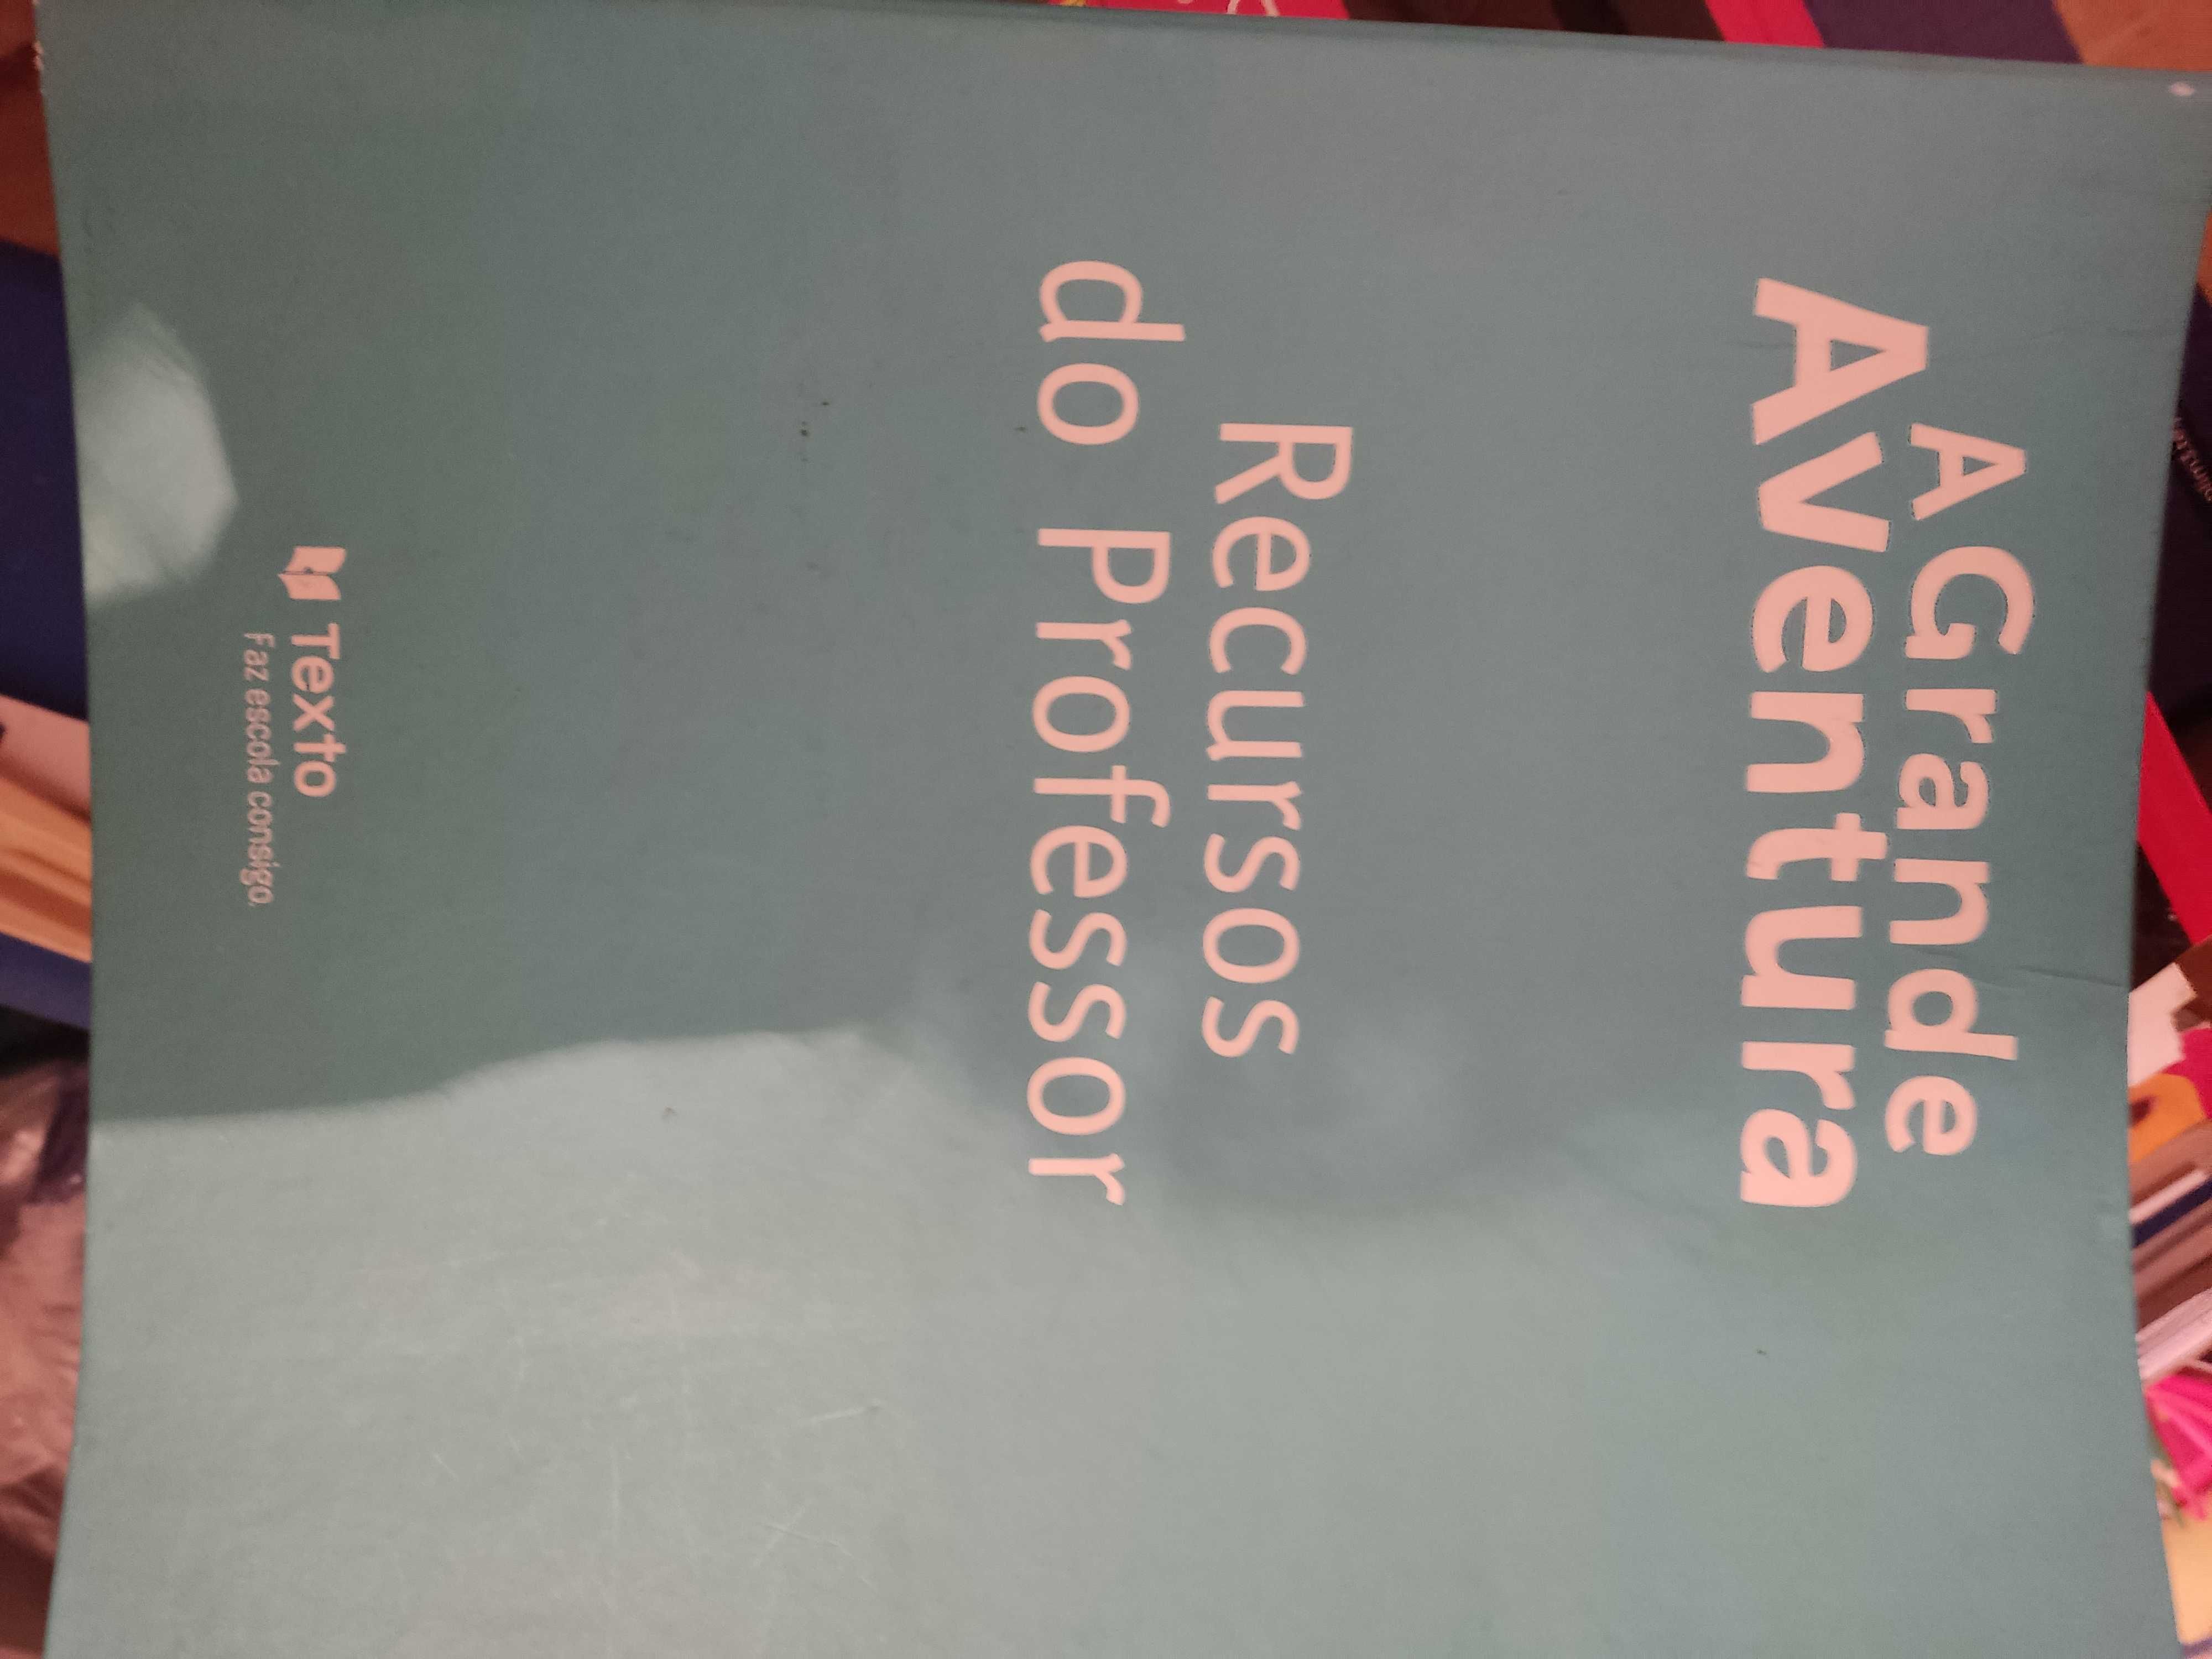 A Grande
Aventura
Recursos
do Professor
Texto
Faz escola consigo.